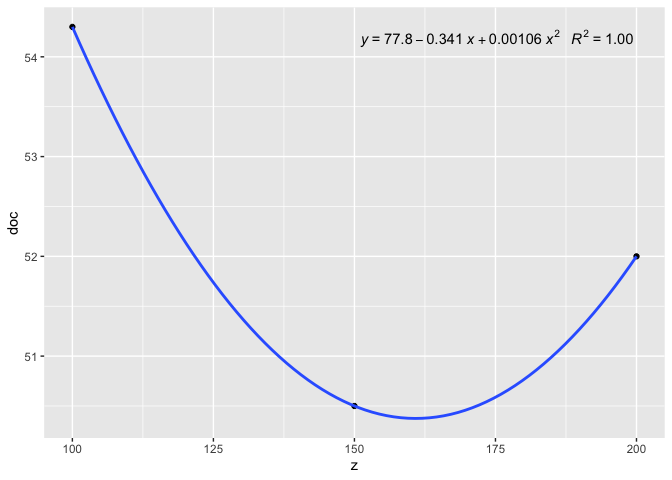 y = 77.8 – 0.341 x + 0.00106 x² R² = 1.00
54
53
52
51
doc
100 125 150 175 200
z